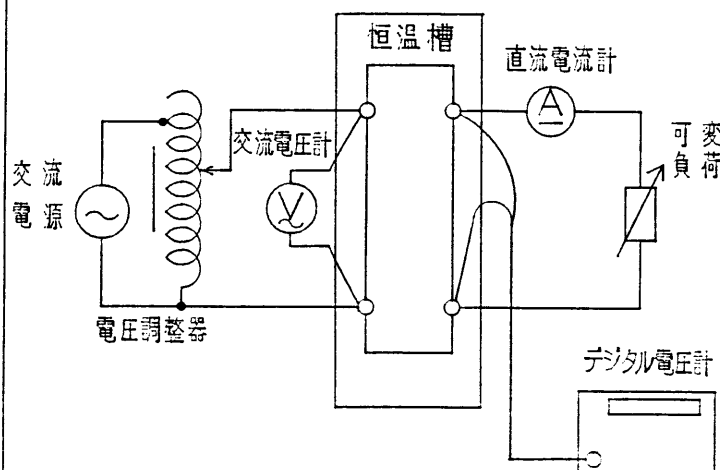 恒温槽
直流電流計
A
交流電圧計
可変
負荷
交流
電源
V
電圧調整器
デジタル電圧計